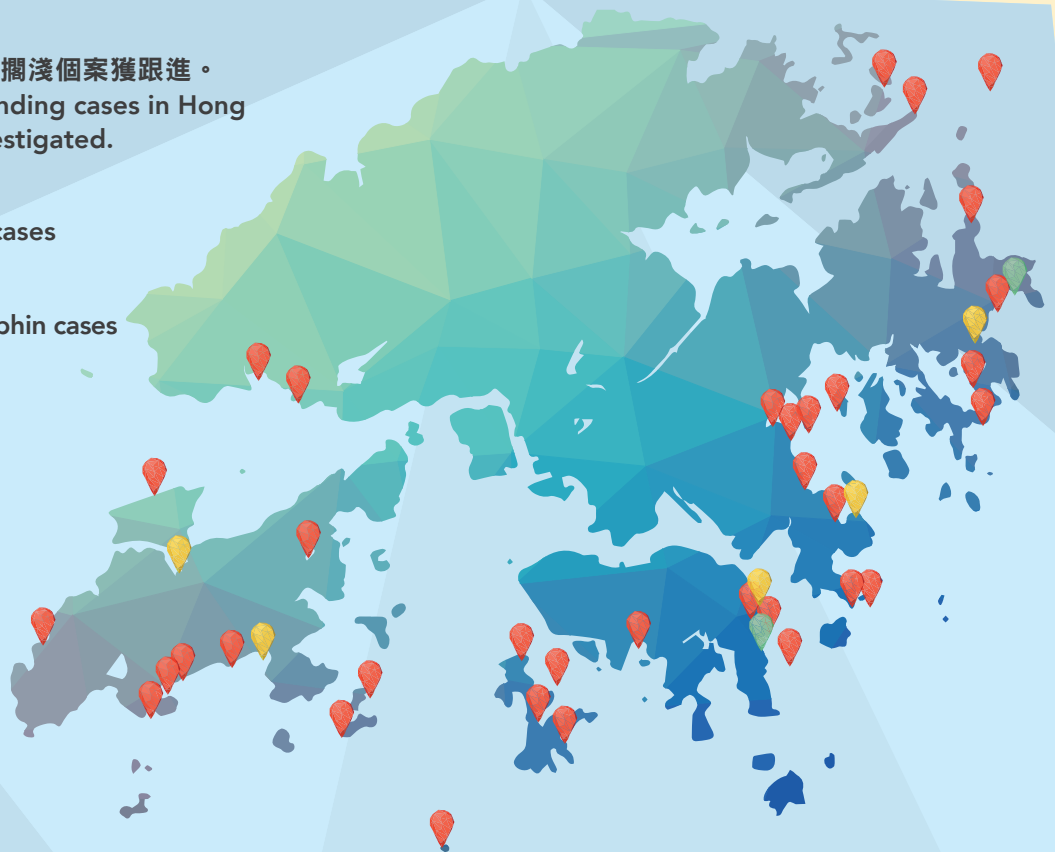 擱淺個案獲跟進。
nding cases in Hong
estigated.
cases
phin cases